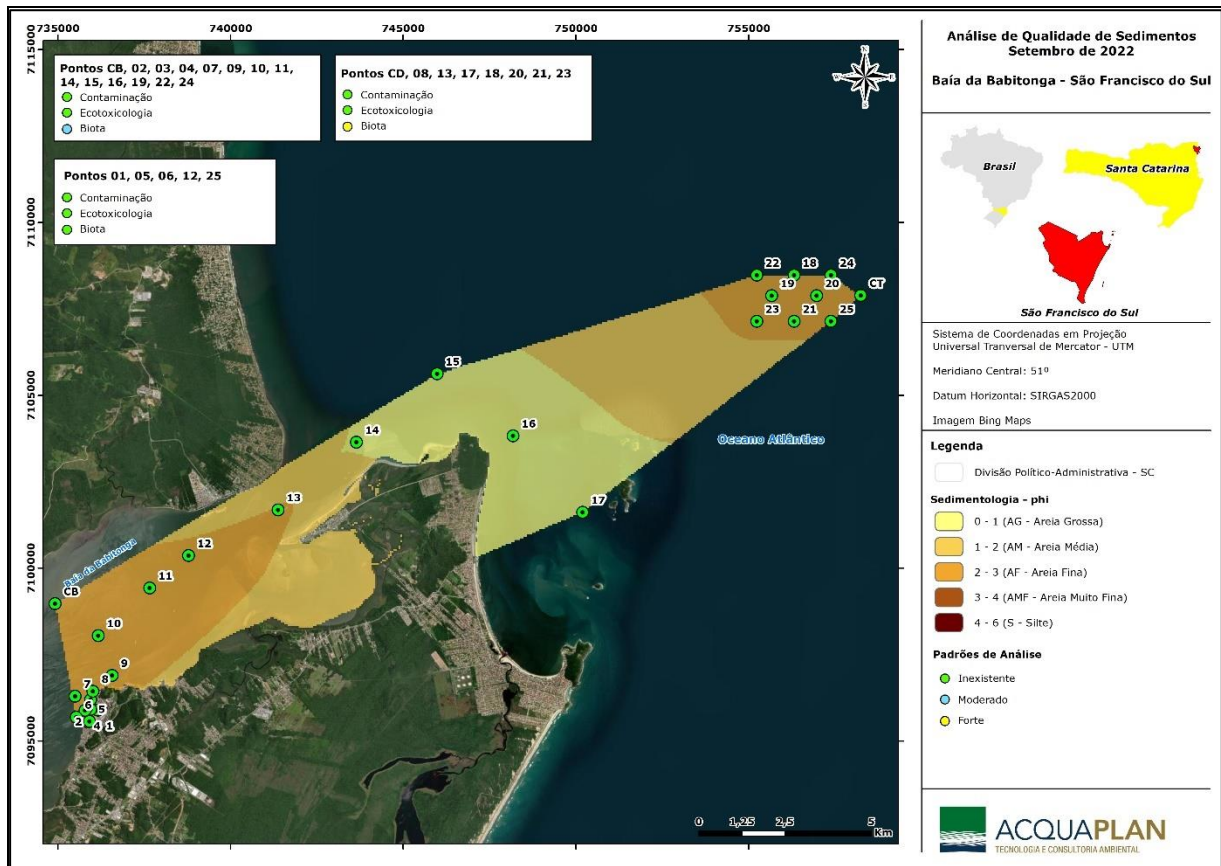 735000
740000
745000
750000
755000
7115000
7110000
7105000
7100000
7095000
Pontos CB, 02, 03, 04, 07, 09, 10, 11,
14, 15, 16, 19, 22, 24
Contaminação
Ecotoxicologia
Biota
Pontos CD, 08, 13, 17, 18, 20, 21, 23
Contaminação
Ecotoxicologia
Biota
Pontos 01, 05, 06, 12, 25
Contaminação
Ecotoxicologia
Biota
N
W
E
S
22
18
24
19
20
CT
23
21
25
15
16
14
17
13
12
11
CB
10
9
8
7
6
5
2
4
1
Baía da Babitonga
Oceano Atlântico
0
1,25
2,5
5
Km
Análise de Qualidade de Sedimentos
Setembro de 2022
Baía da Babitonga - São Francisco do Sul
Brasil
Santa Catarina
São Francisco do Sul
Sistema de Coordenadas em Projeção
Universal Tranversal de Mercator - UTM
Meridiano Central: 51º
Datum Horizontal: SIRGAS2000
Imagem Bing Maps
Legenda
Divisão Político-Administrativa - SC
Sedimentologia - phi
0 - 1 (AG - Areia Grossa)
1 - 2 (AM - Areia Média)
2 - 3 (AF - Areia Fina)
3 - 4 (AMF - Areia Muito Fina)
4 - 6 (S - Silte)
Padrões de Análise
Inexistente
Moderado
Forte
ACQUAPLAN
TECNOLOGIA E CONSULTORIA AMBIENTAL